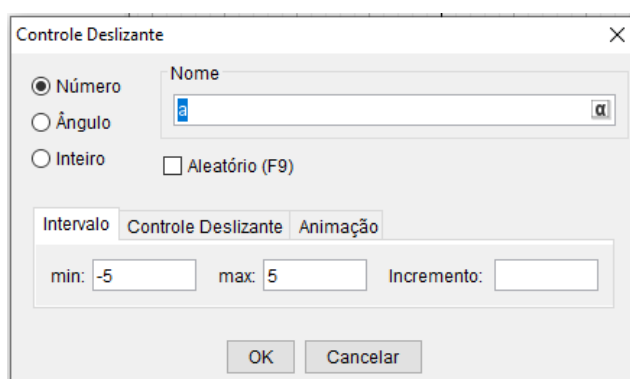 Controle Deslizante
Número
Nome
a α
Ângulo
Inteiro
Aleatório (F9)
Intervalo Controle Deslizante Animação
min: -5 max: 5 Incremento:
OK Cancelar